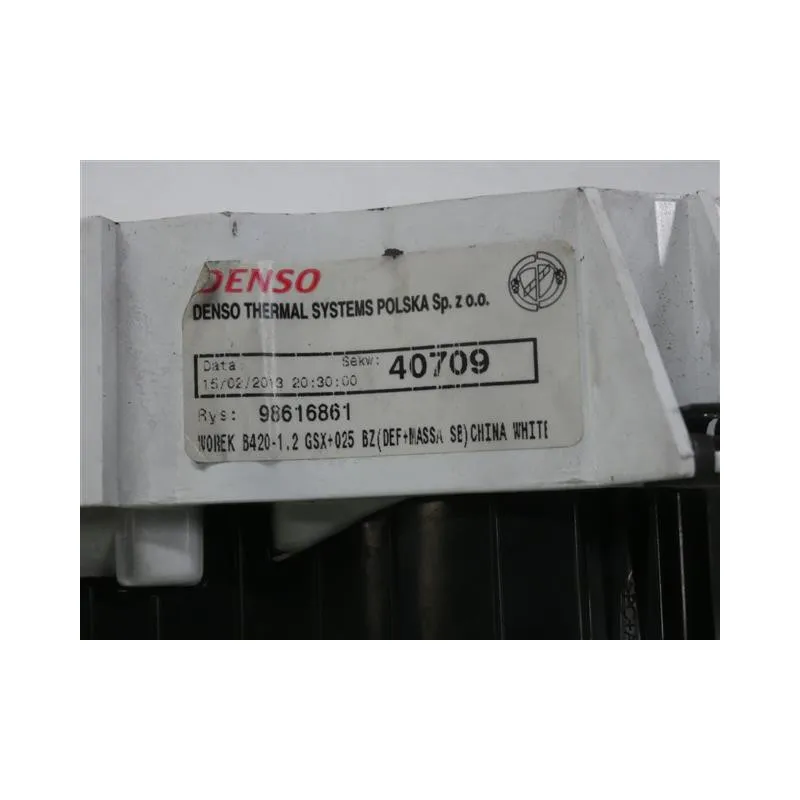 DENSO
DENSO THERMAL SYSTEMS POLSKA Sp. z o.o.
Data: Sekw: 40709
15/02/2013 20:30:00
Rys: 98616861
WOREK B420-1.2 GSX+025 BZ(DEF+MASSA SB)CHINA WHITE